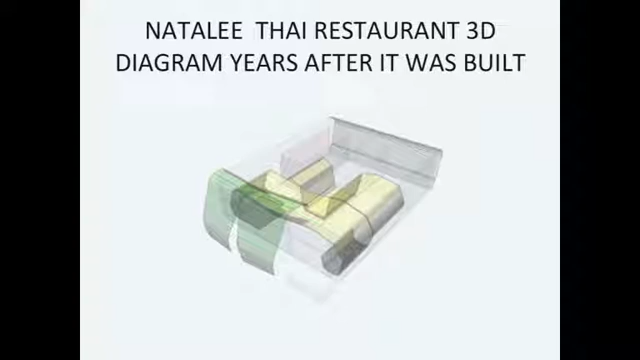 NATALEE THAI RESTAURANT 3D
DIAGRAM YEARS AFTER IT WAS BUILT